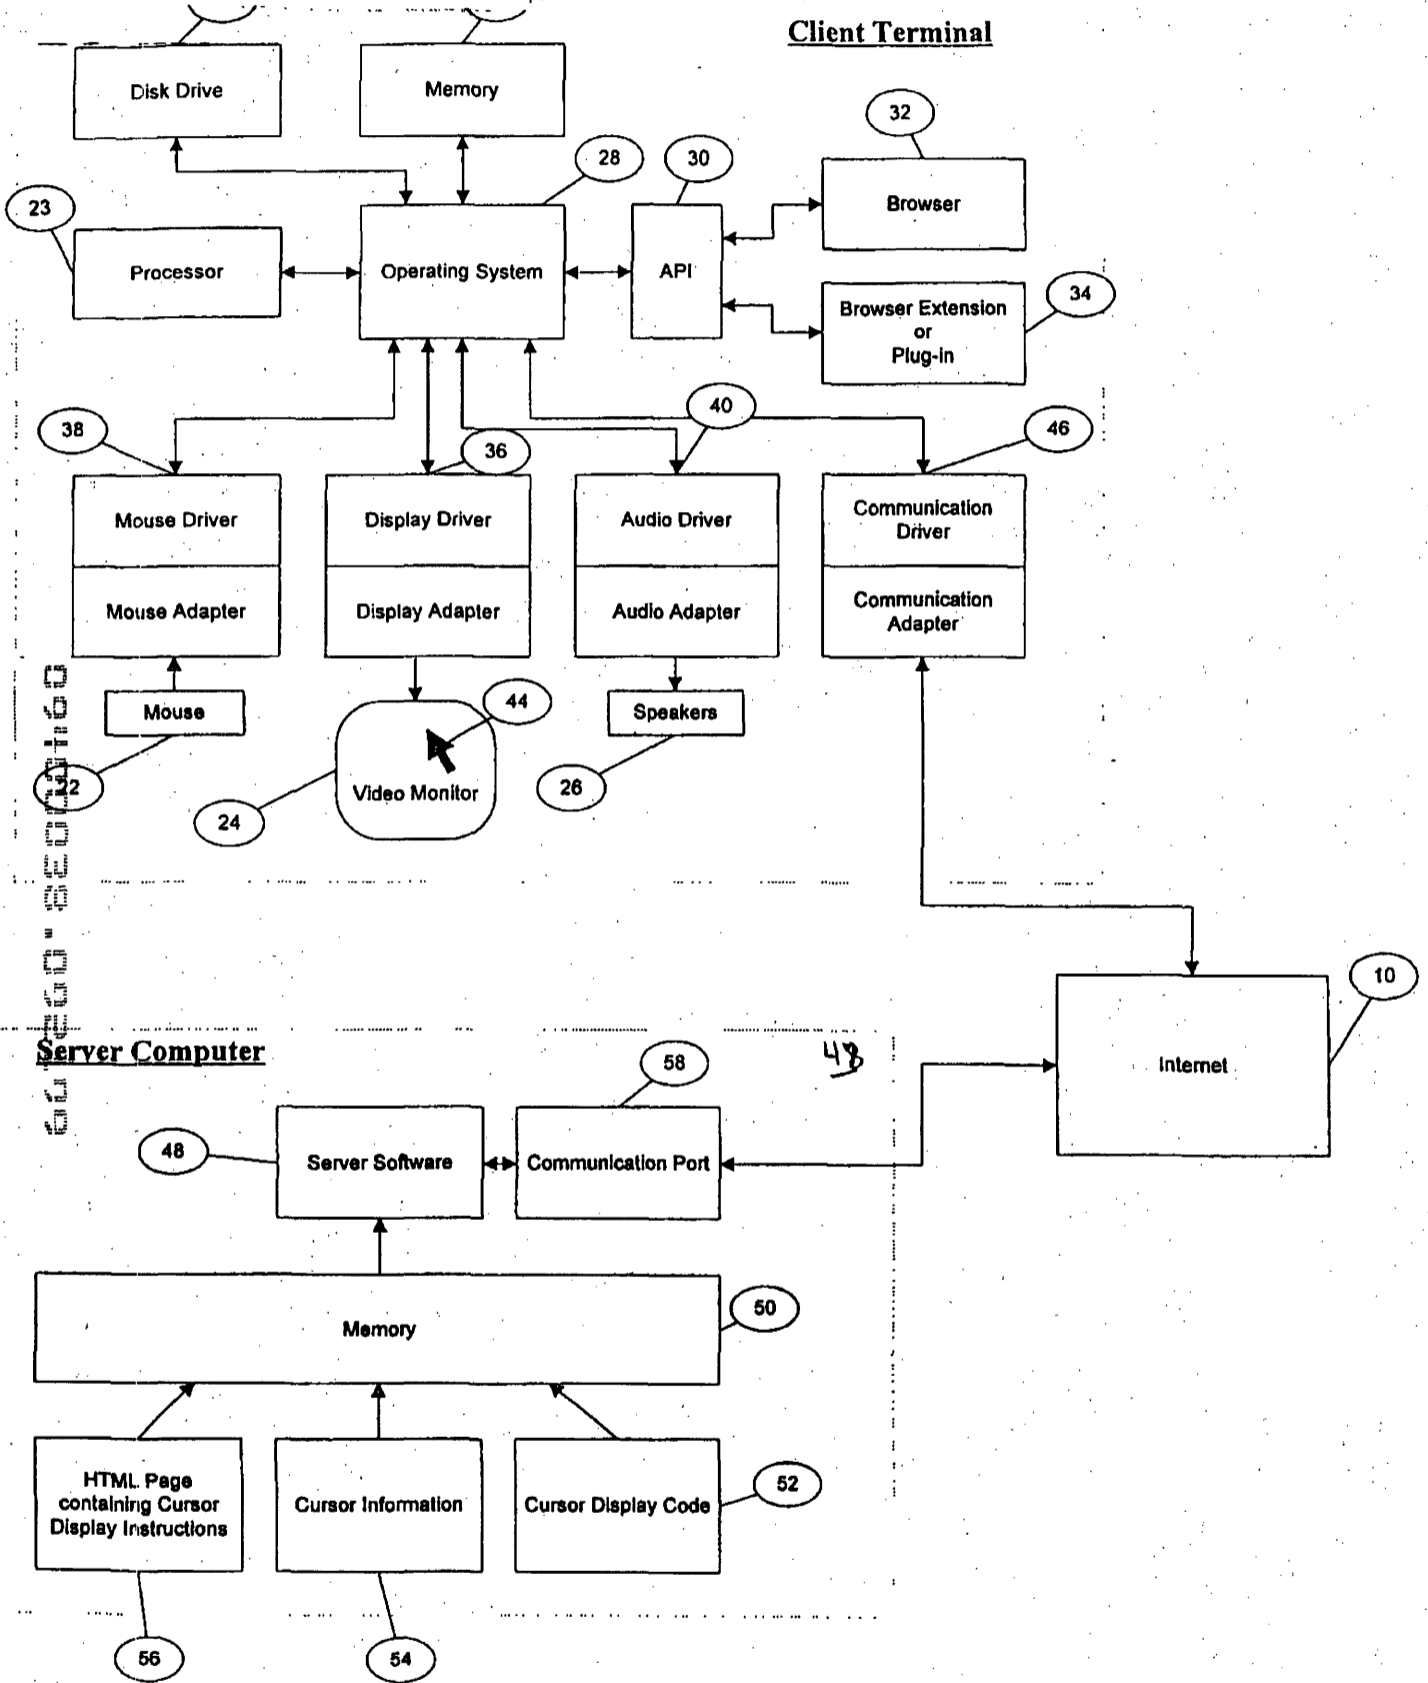 Client Terminal
Disk Drive
Memory
32
28
30
Browser
23
Processor
Operating System
API
34
Browser Extension
or
Plug-in
38
36
40
46
Mouse Driver
Display Driver
Audio Driver
Communication
Driver
Mouse Adapter
Display Adapter
Audio Adapter
Communication
Adapter
Mouse
44
Speakers
22
24
Video Monitor
26
10
Internet
Server Computer
58
48
48
Server Software
Communication Port
50
Memory
HTML Page
containing Cursor
Display Instructions
Cursor Information
Cursor Display Code
52
56
54